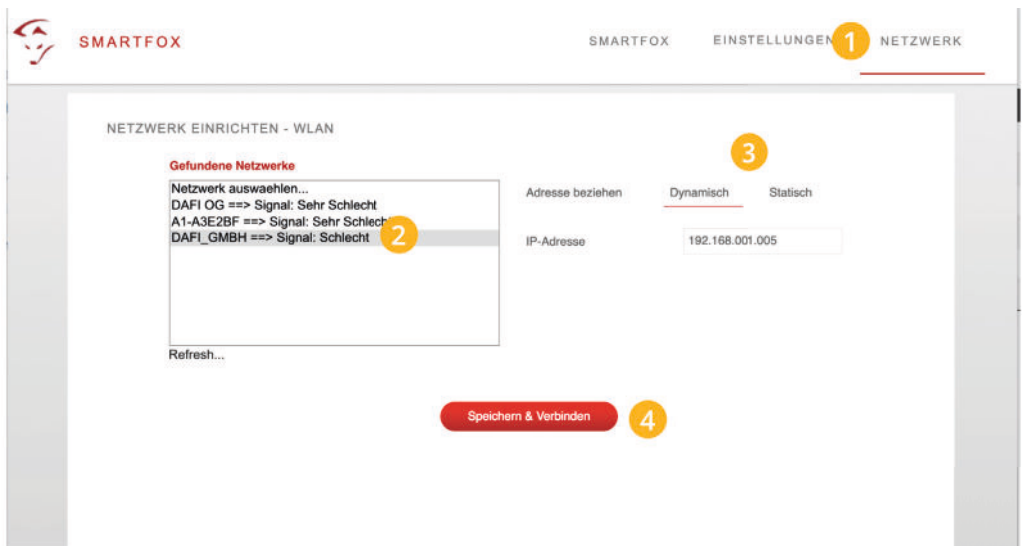 SMARTFOX
SMARTFOX EINSTELLUNGEN 1 NETZWERK
NETZWERK EINRICHTEN - WLAN
3
Gefundene Netzwerke
Netzwerk auswaehlen...
DAFI OG ==> Signal: Sehr Schlecht
A1-A3E2BF ==> Signal: Sehr Schlecht
DAFI_GMBH ==> Signal: Schlecht 2
Refresh...
Adresse beziehen Dynamisch Statisch
IP-Adresse 192.168.001.005
Speichern & Verbinden 4